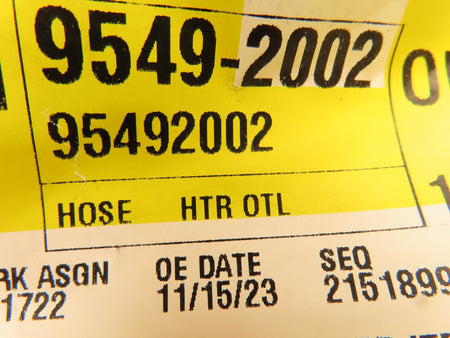 9549-2002
95492002
HOSE HTR OTL
RK ASGN OE DATE SEQ
1722 11/15/23 2151899